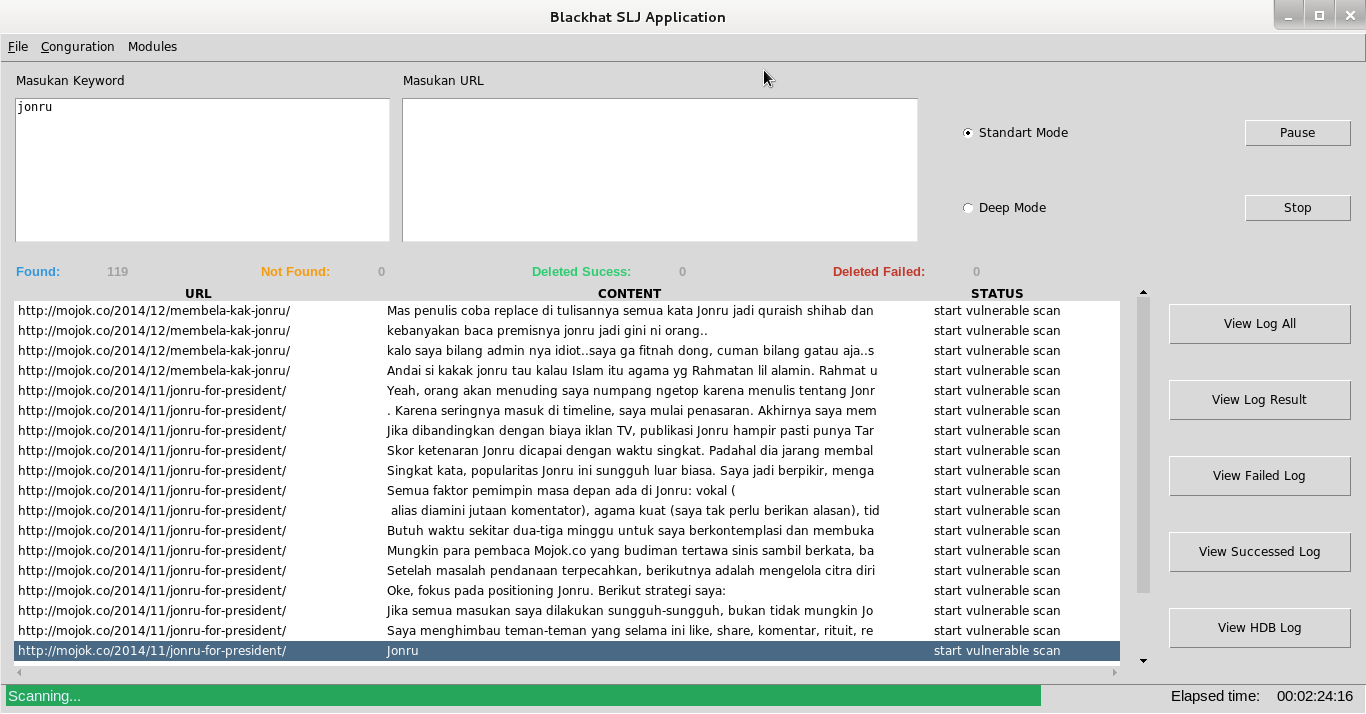 Blackhat SLJ Application
File Conguration Modules
Masukan Keyword Masukan URL
jonru
Standart Mode Pause
Deep Mode Stop
Found: 119 Not Found: 0 Deleted Sucess: 0 Deleted Failed: 0
URL CONTENT STATUS
http://mojok.co/2014/12/membela-kak-jonru/ Mas penulis coba replace di tulisannya semua kata Jonru jadi quraish shihab dan start vulnerable scan
http://mojok.co/2014/12/membela-kak-jonru/ kebanyakan baca premisnya jonru jadi gini ni orang.. start vulnerable scan
http://mojok.co/2014/12/membela-kak-jonru/ kalo saya bilang admin nya idiot..saya ga fitnah dong, cuman bilang gatau aja..s start vulnerable scan
http://mojok.co/2014/12/membela-kak-jonru/ Andai si kakak jonru tau kalau Islam itu agama yg Rahmatan lil alamin. Rahmat u start vulnerable scan
http://mojok.co/2014/11/jonru-for-president/ Yeah, orang akan menuding saya numpang ngetop karena menulis tentang Jonr start vulnerable scan
http://mojok.co/2014/11/jonru-for-president/ . Karena seringnya masuk di timeline, saya mulai penasaran. Akhirnya saya mem start vulnerable scan
http://mojok.co/2014/11/jonru-for-president/ Jika dibandingkan dengan biaya iklan TV, publikasi Jonru hampir pasti punya Tar start vulnerable scan
http://mojok.co/2014/11/jonru-for-president/ Skor ketenaran Jonru dicapai dengan waktu singkat. Padahal dia jarang membal start vulnerable scan
http://mojok.co/2014/11/jonru-for-president/ Singkat kata, popularitas Jonru ini sungguh luar biasa. Saya jadi berpikir, menga start vulnerable scan
http://mojok.co/2014/11/jonru-for-president/ Semua faktor pemimpin masa depan ada di Jonru: vokal ( start vulnerable scan
http://mojok.co/2014/11/jonru-for-president/ alias diamini jutaan komentator), agama kuat (saya tak perlu berikan alasan), tid start vulnerable scan
http://mojok.co/2014/11/jonru-for-president/ Butuh waktu sekitar dua-tiga minggu untuk saya berkontemplasi dan membuka start vulnerable scan
http://mojok.co/2014/11/jonru-for-president/ Mungkin para pembaca Mojok.co yang budiman tertawa sinis sambil berkata, ba start vulnerable scan
http://mojok.co/2014/11/jonru-for-president/ Setelah masalah pendanaan terpecahkan, berikutnya adalah mengelola citra diri start vulnerable scan
http://mojok.co/2014/11/jonru-for-president/ Oke, fokus pada positioning Jonru. Berikut strategi saya: start vulnerable scan
http://mojok.co/2014/11/jonru-for-president/ Jika semua masukan saya dilakukan sungguh-sungguh, bukan tidak mungkin Jo start vulnerable scan
http://mojok.co/2014/11/jonru-for-president/ Saya menghimbau teman-teman yang selama ini like, share, komentar, rituit, re start vulnerable scan
http://mojok.co/2014/11/jonru-for-president/ Jonru start vulnerable scan
View Log All
View Log Result
View Failed Log
View Successed Log
View HDB Log
Scanning... Elapsed time: 00:02:24:16